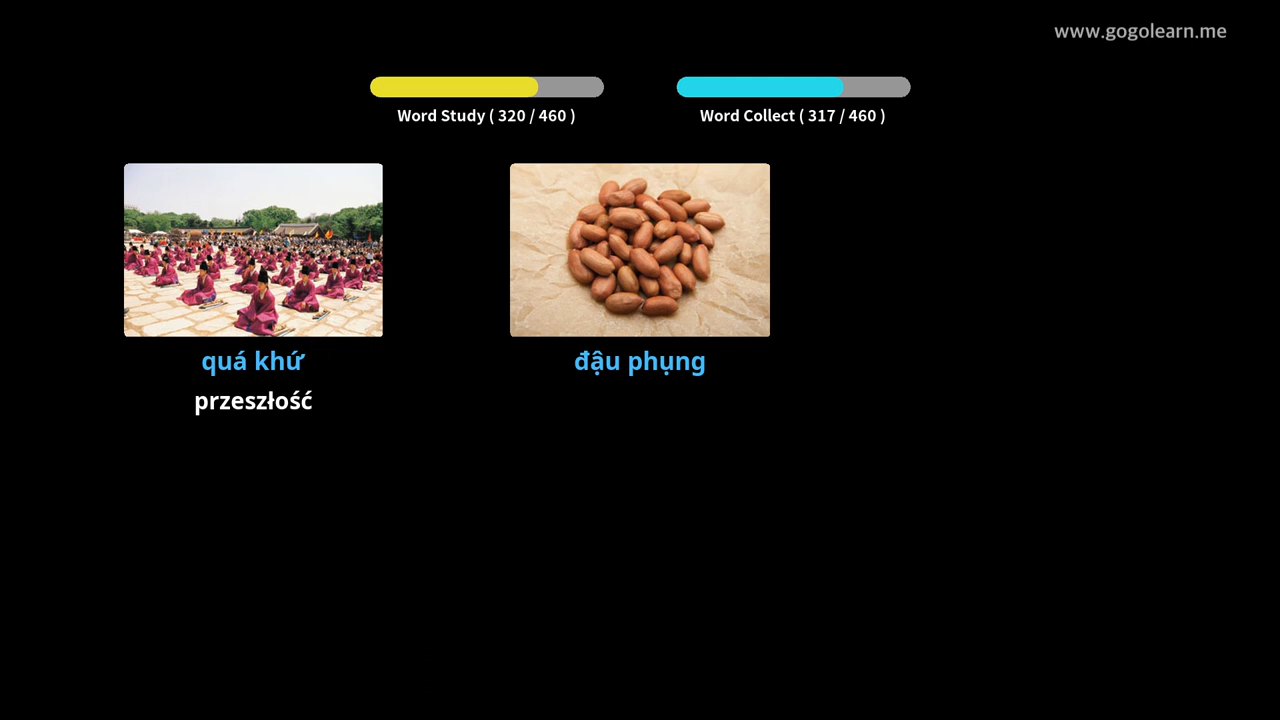 www.gogolearn.me
Word Study ( 320 / 460 )
Word Collect ( 317 / 460 )
quá khứ
przeszłość
đậu phụng